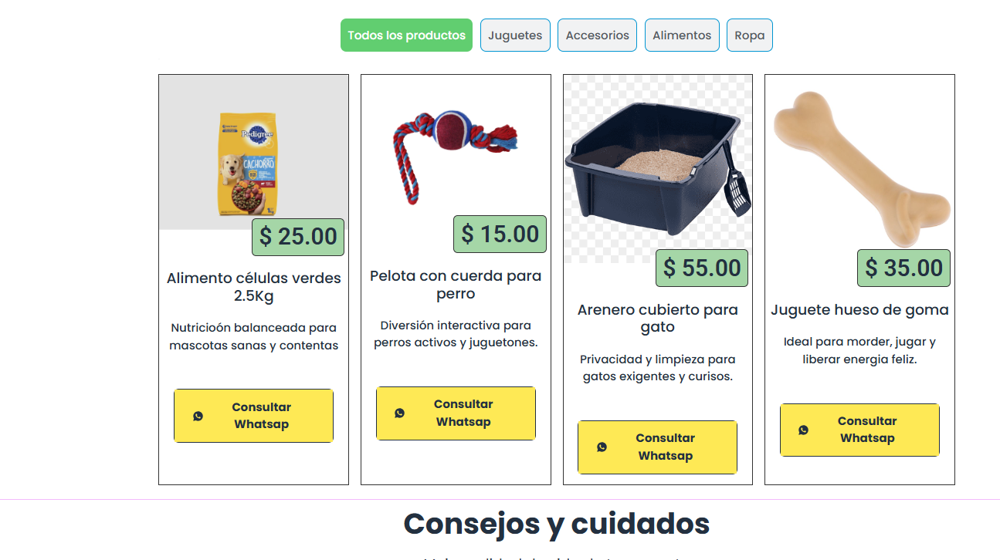 Todos los productos
Juguetes
Accesorios
Alimentos
Ropa
Pedigree
CACHORRO
$ 25.00
Alimento células verdes
2.5Kg
Nutricioón balanceada para
mascotas sanas y contentas
Consultar
Whatsap
$ 15.00
Pelota con cuerda para
perro
Diversión interactiva para
perros activos y juguetones.
Consultar
Whatsap
$ 55.00
Arenero cubierto para
gato
Privacidad y limpieza para
gatos exigentes y curisos.
Consultar
Whatsap
$ 35.00
Juguete hueso de goma
Ideal para morder, jugar y
liberar energia feliz.
Consultar
Whatsap
Consejos y cuidados